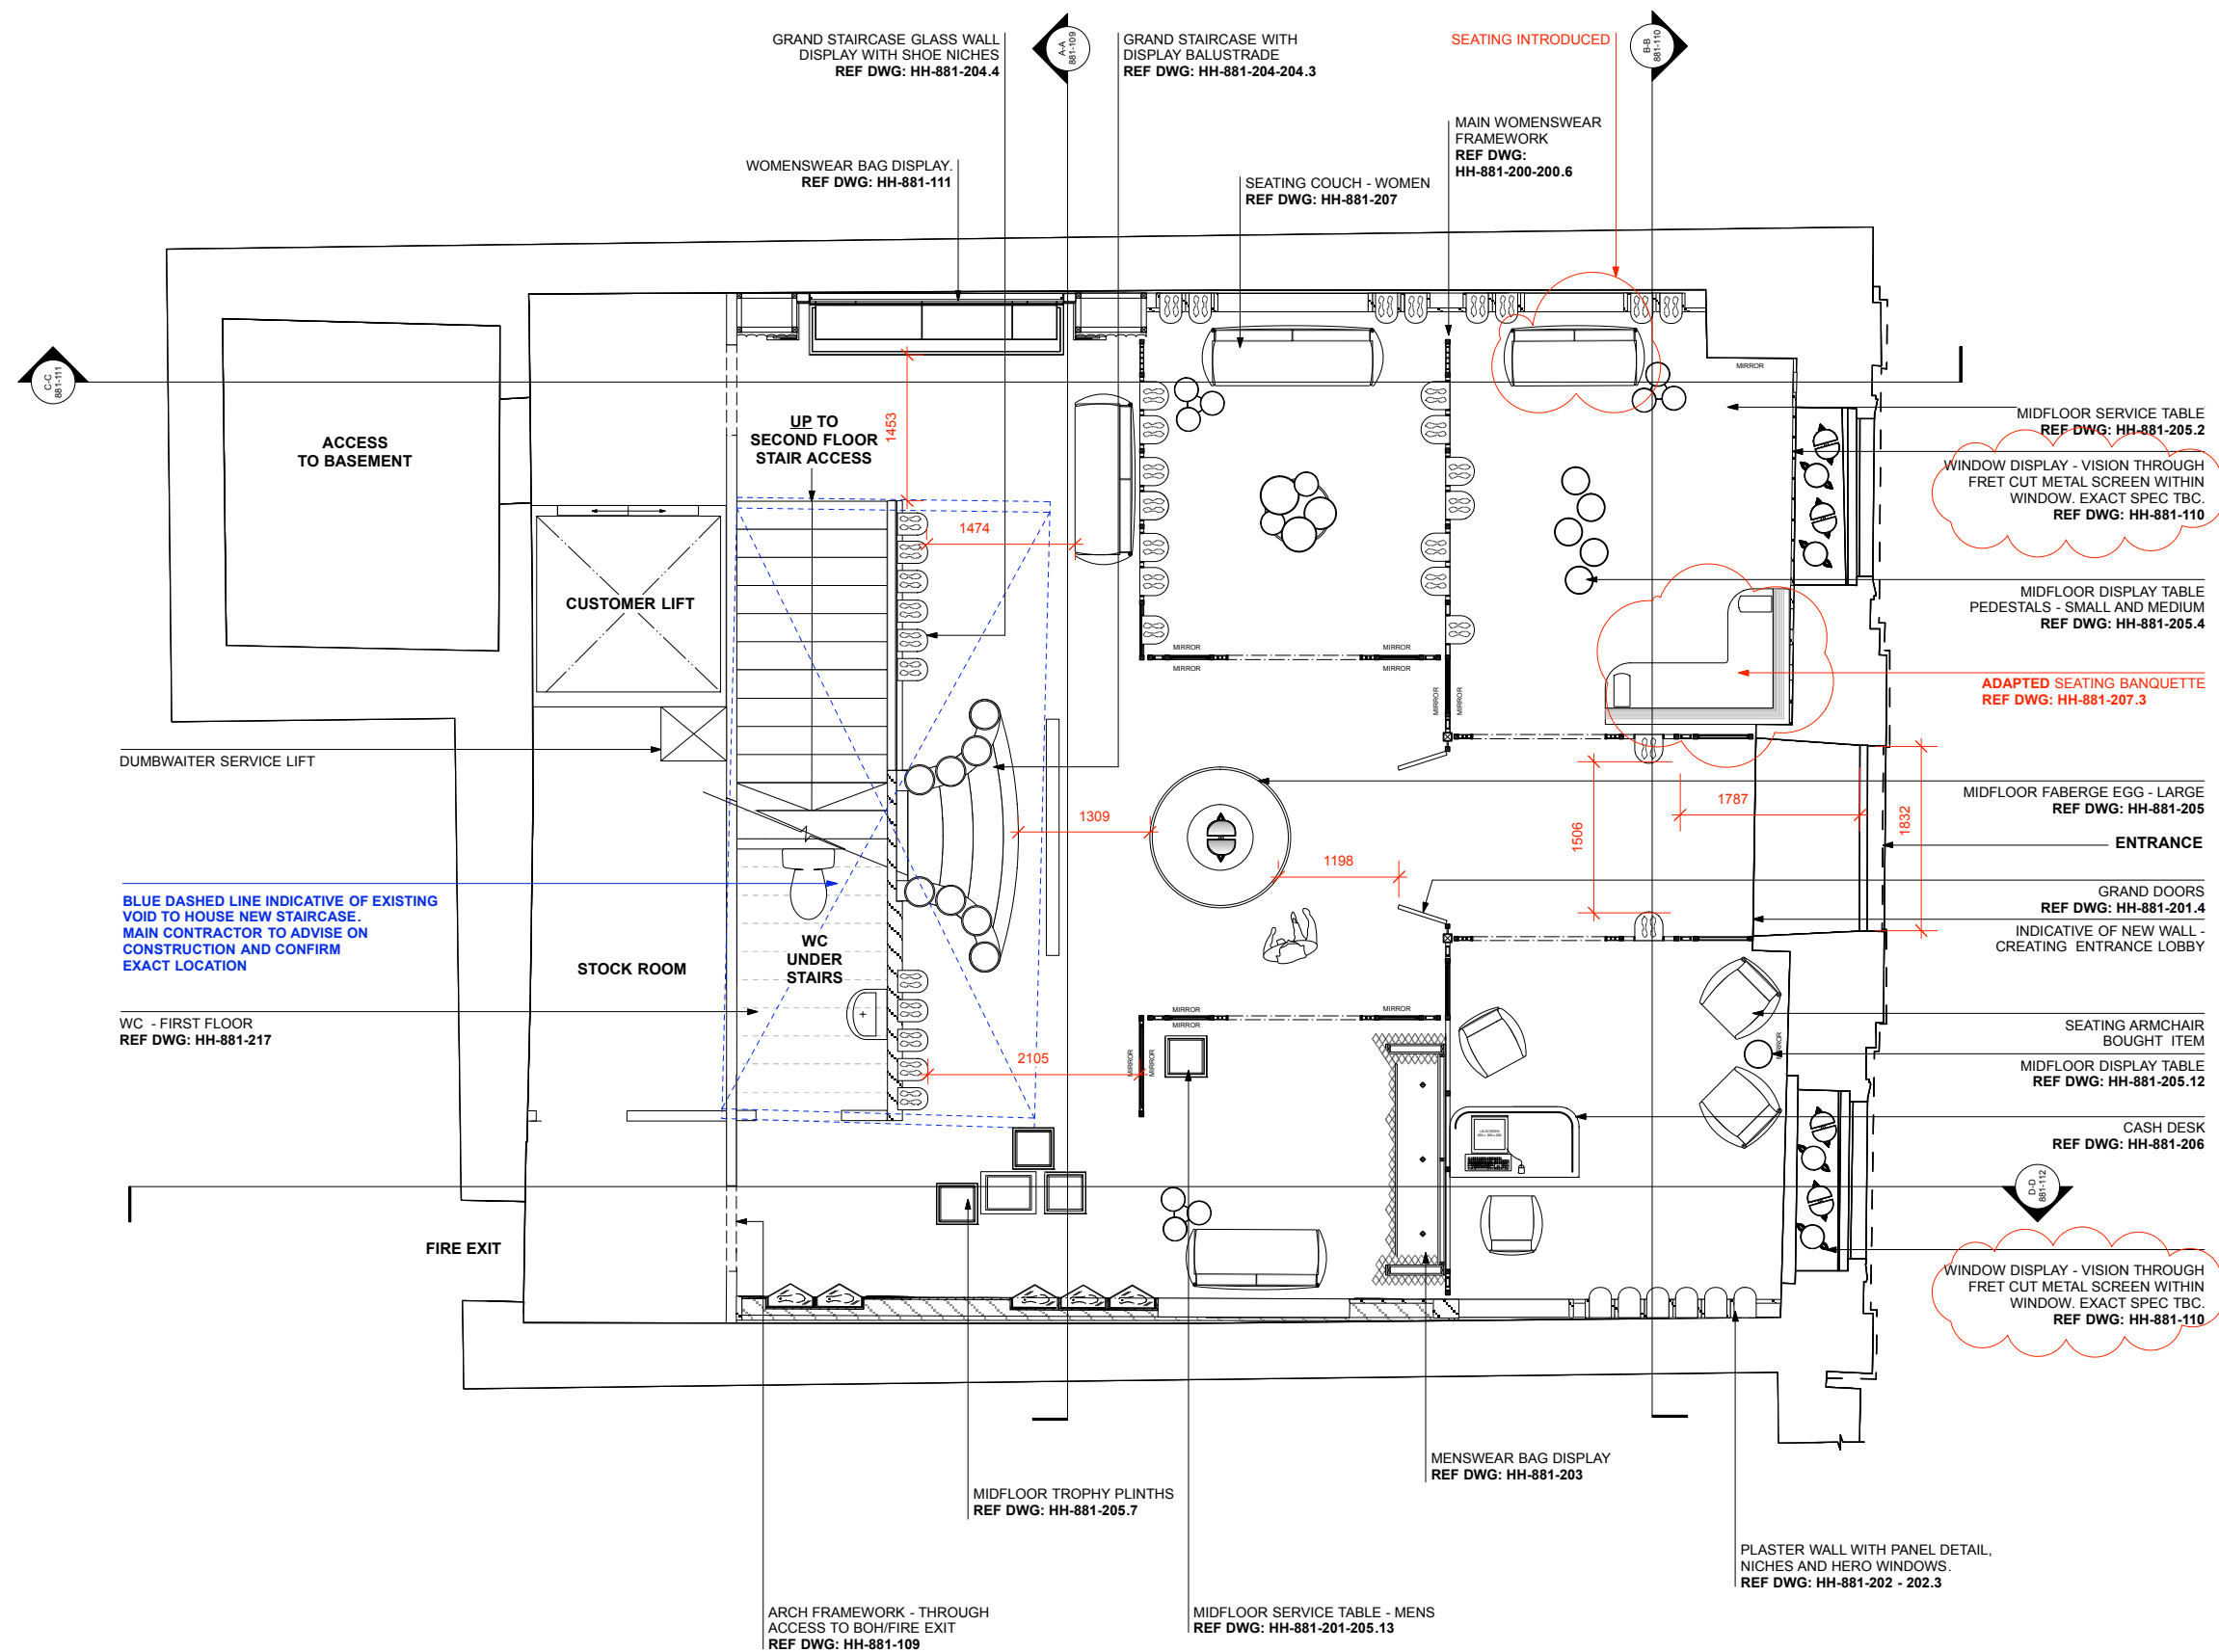 GRAND STAIRCASE GLASS WALL
DISPLAY WITH SHOE NICHES
REF DWG: HH-881-204.4
A-A
881-109
GRAND STAIRCASE WITH
DISPLAY BALUSTRADE
REF DWG: HH-881-204-204.3
SEATING INTRODUCED
B-B
881-110
WOMENSWEAR BAG DISPLAY.
REF DWG: HH-881-111
SEATING COUCH - WOMEN
REF DWG: HH-881-207
MAIN WOMENSWEAR
FRAMEWORK
REF DWG:
HH-881-200-200.6
C-C
881-111
MIRROR
ACCESS
TO BASEMENT
UP TO
SECOND FLOOR
STAIR ACCESS
1453
1474
CUSTOMER LIFT
MIDFLOOR SERVICE TABLE
REF DWG: HH-881-205.2
WINDOW DISPLAY - VISION THROUGH
FRET CUT METAL SCREEN WITHIN
WINDOW. EXACT SPEC TBC.
REF DWG: HH-881-110
MIDFLOOR DISPLAY TABLE
PEDESTALS - SMALL AND MEDIUM
REF DWG: HH-881-205.4
MIRROR
MIRROR
MIRROR
MIRROR
MIRROR
MIRROR
ADAPTED SEATING BANQUETTE
REF DWG: HH-881-207.3
DUMBWAITER SERVICE LIFT
MIDFLOOR FABERGE EGG - LARGE
REF DWG: HH-881-205
1309
1198
1506
1787
1832
ENTRANCE
BLUE DASHED LINE INDICATIVE OF EXISTING
VOID TO HOUSE NEW STAIRCASE.
MAIN CONTRACTOR TO ADVISE ON
CONSTRUCTION AND CONFIRM
EXACT LOCATION
GRAND DOORS
REF DWG: HH-881-201.4
INDICATIVE OF NEW WALL -
CREATING ENTRANCE LOBBY
STOCK ROOM
WC
UNDER
STAIRS
WC - FIRST FLOOR
REF DWG: HH-881-217
MIRROR
MIRROR
MIRROR
MIRROR
MIRROR
MIRROR
2105
SEATING ARMCHAIR
BOUGHT ITEM
MIRROR
MIDFLOOR DISPLAY TABLE
REF DWG: HH-881-205.12
CASH DESK
REF DWG: HH-881-206
D-D
881-112
FIRE EXIT
WINDOW DISPLAY - VISION THROUGH
FRET CUT METAL SCREEN WITHIN
WINDOW. EXACT SPEC TBC.
REF DWG: HH-881-110
MENSWEAR BAG DISPLAY
REF DWG: HH-881-203
MIDFLOOR TROPHY PLINTHS
REF DWG: HH-881-205.7
PLASTER WALL WITH PANEL DETAIL,
NICHES AND HERO WINDOWS.
REF DWG: HH-881-202 - 202.3
ARCH FRAMEWORK - THROUGH
ACCESS TO BOH/FIRE EXIT
REF DWG: HH-881-109
MIDFLOOR SERVICE TABLE - MENS
REF DWG: HH-881-201-205.13